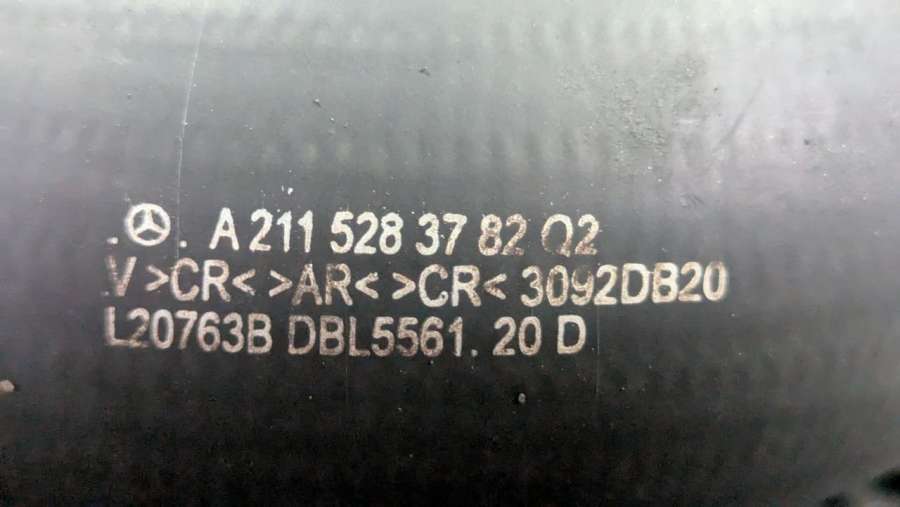 . . A 211 528 37 82 Q2
V >CR< >AR< >CR< 3092DB20
L20763B DBL5561. 20 D